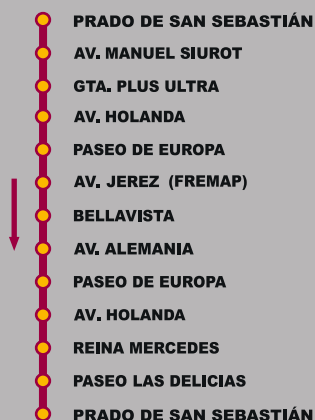 PRADO DE SAN SEBASTIÁN
AV. MANUEL SIUROT
GTA. PLUS ULTRA
AV. HOLANDA
PASEO DE EUROPA
AV. JEREZ (FREMAP)
BELLAVISTA
AV. ALEMANIA
PASEO DE EUROPA
AV. HOLANDA
REINA MERCEDES
PASEO LAS DELICIAS
PRADO DE SAN SEBASTIÁN